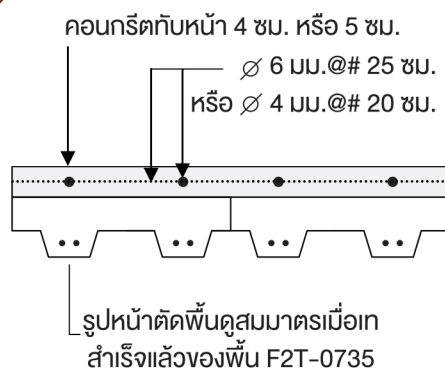 คอนกรีตทับหน้า 4 ซม. หรือ 5 ซม.
∅ 6 มม.@# 25 ซม.
หรือ ∅ 4 มม.@# 20 ซม.
รูปหน้าตัดพื้นดูสมมาตรเมื่อเท
สำเร็จแล้วของพื้น F2T-0735